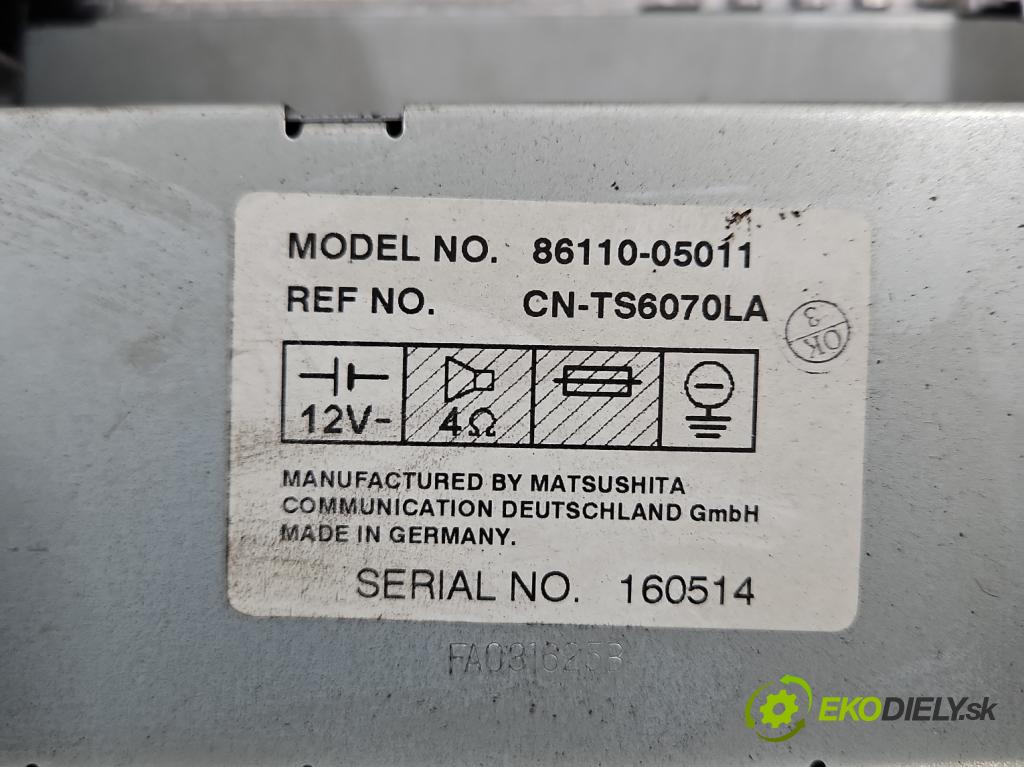 MODEL NO. 86110-05011
REF NO. CN-TS6070LA
OK 3
12V-
4Ω
MANUFACTURED BY MATSUSHITA
COMMUNICATION DEUTSCHLAND GmbH
MADE IN GERMANY.
SERIAL NO. 160514
EKODIELY.sk